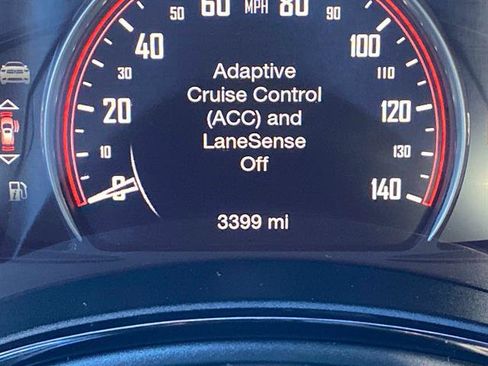 60 MPH 80
50 90
40 100
30 110
Adaptive
Cruise Control
(ACC) and
LaneSense
Off
20 120
10 130
0 140
3399 mi